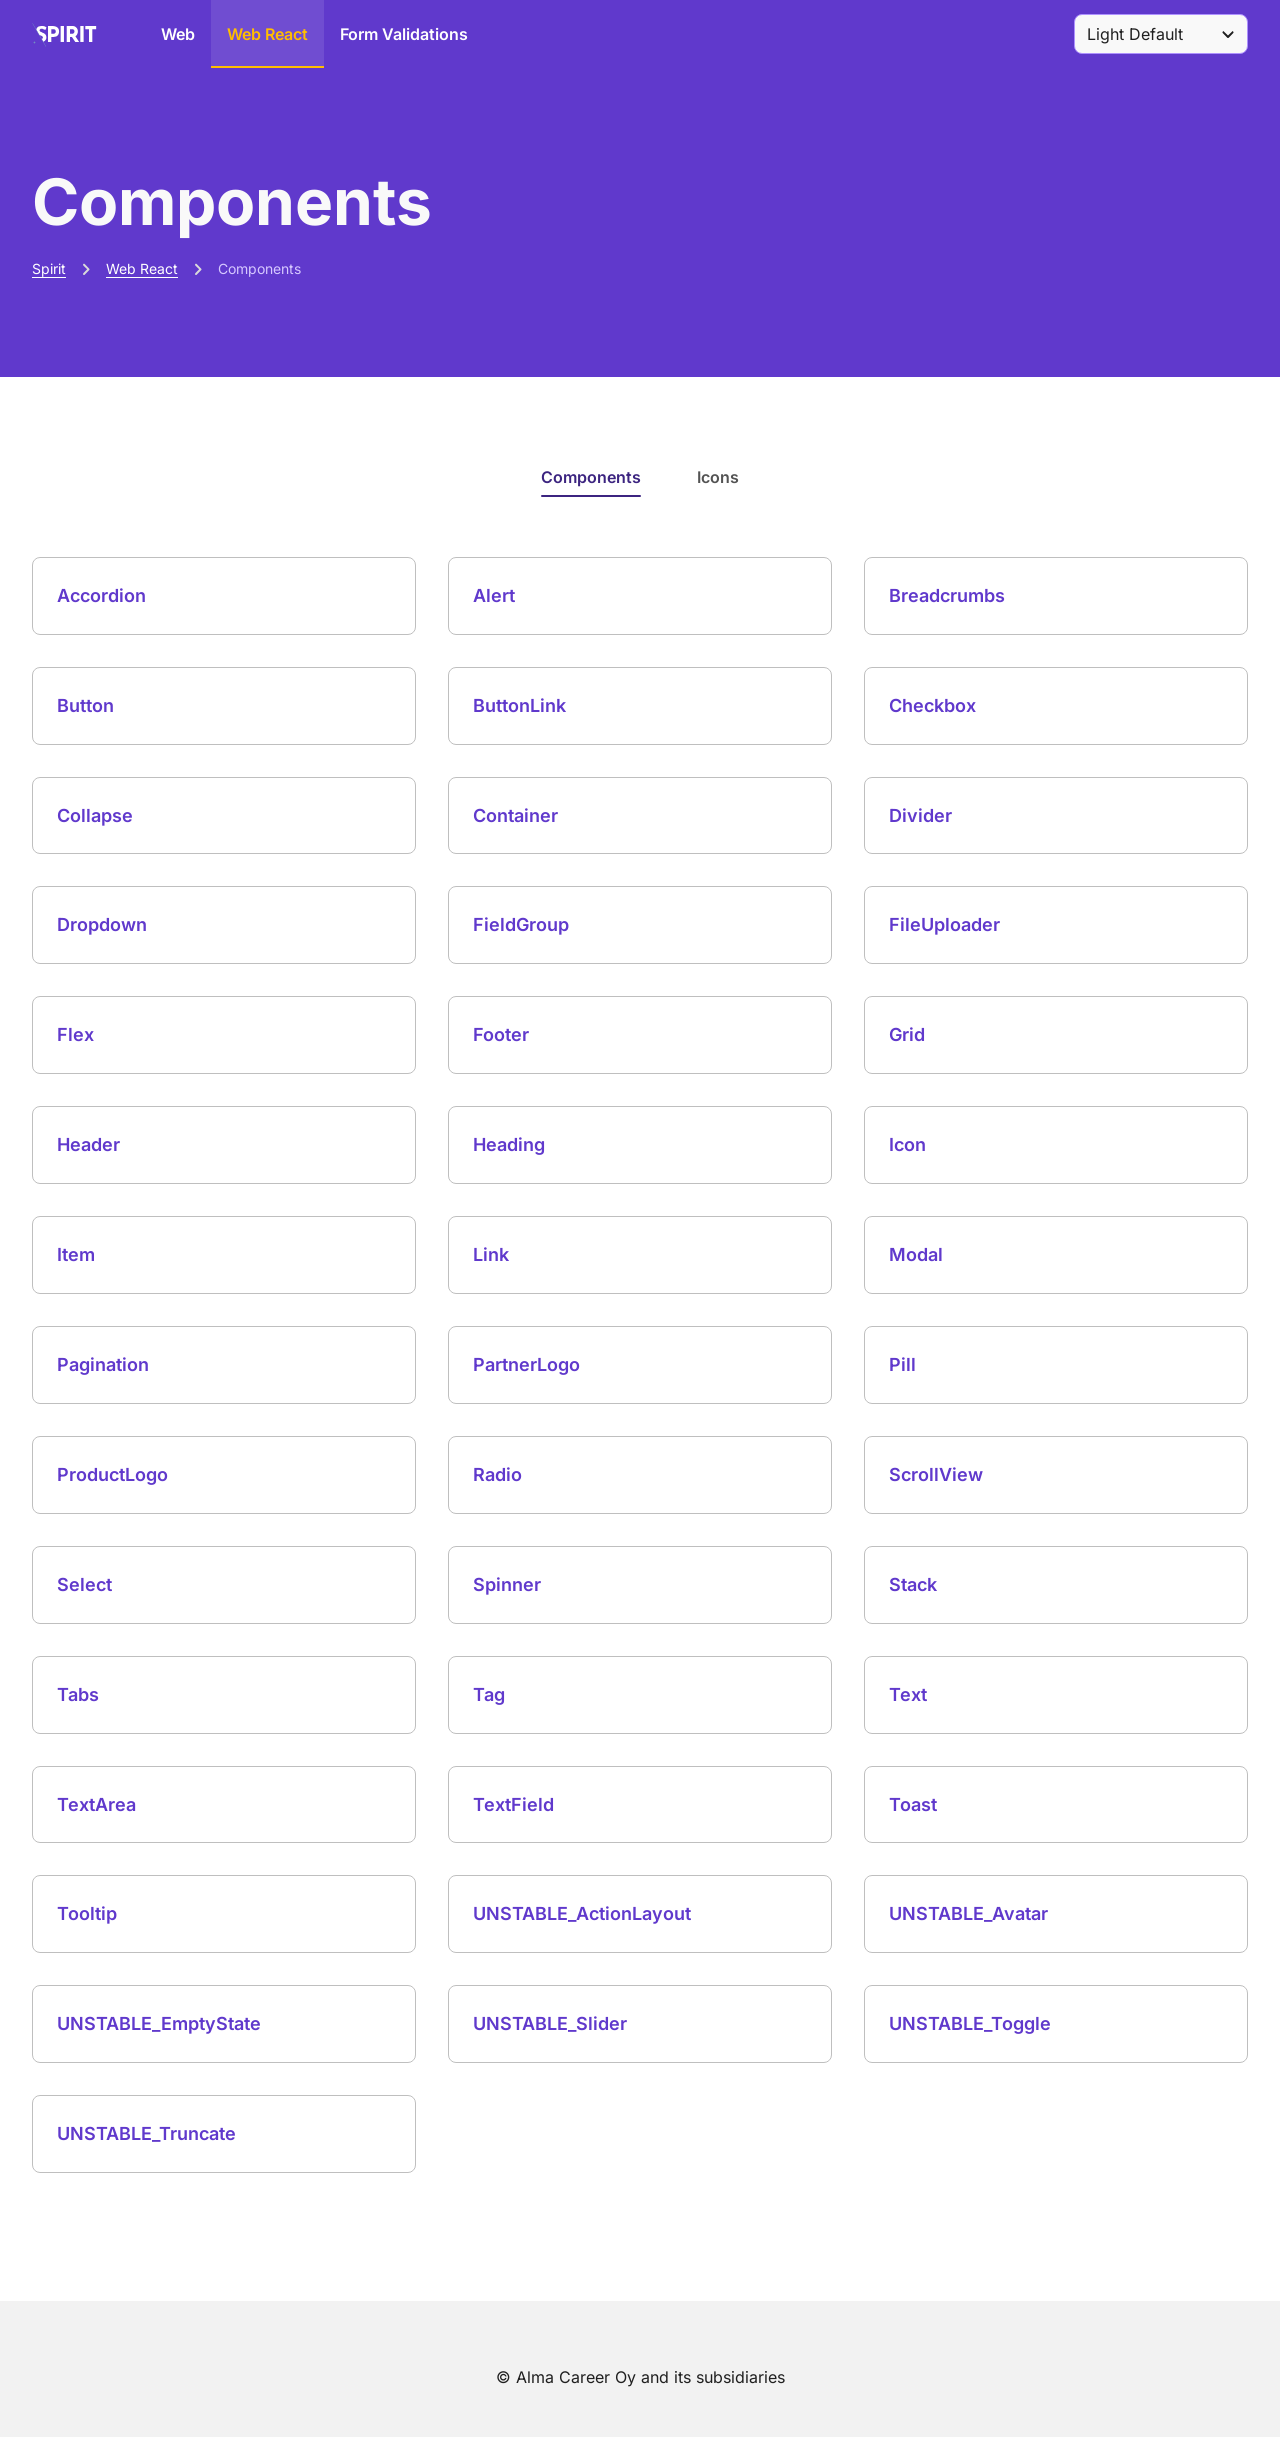 SPIRIT Web Web React Form Validations Light Default
Components
Spirit Web React Components
Components Icons
Accordion Alert Breadcrumbs
Button ButtonLink Checkbox
Collapse Container Divider
Dropdown FieldGroup FileUploader
Flex Footer Grid
Header Heading Icon
Item Link Modal
Pagination PartnerLogo Pill
ProductLogo Radio ScrollView
Select Spinner Stack
Tabs Tag Text
TextArea TextField Toast
Tooltip UNSTABLE_ActionLayout UNSTABLE_Avatar
UNSTABLE_EmptyState UNSTABLE_Slider UNSTABLE_Toggle
UNSTABLE_Truncate
© Alma Career Oy and its subsidiaries